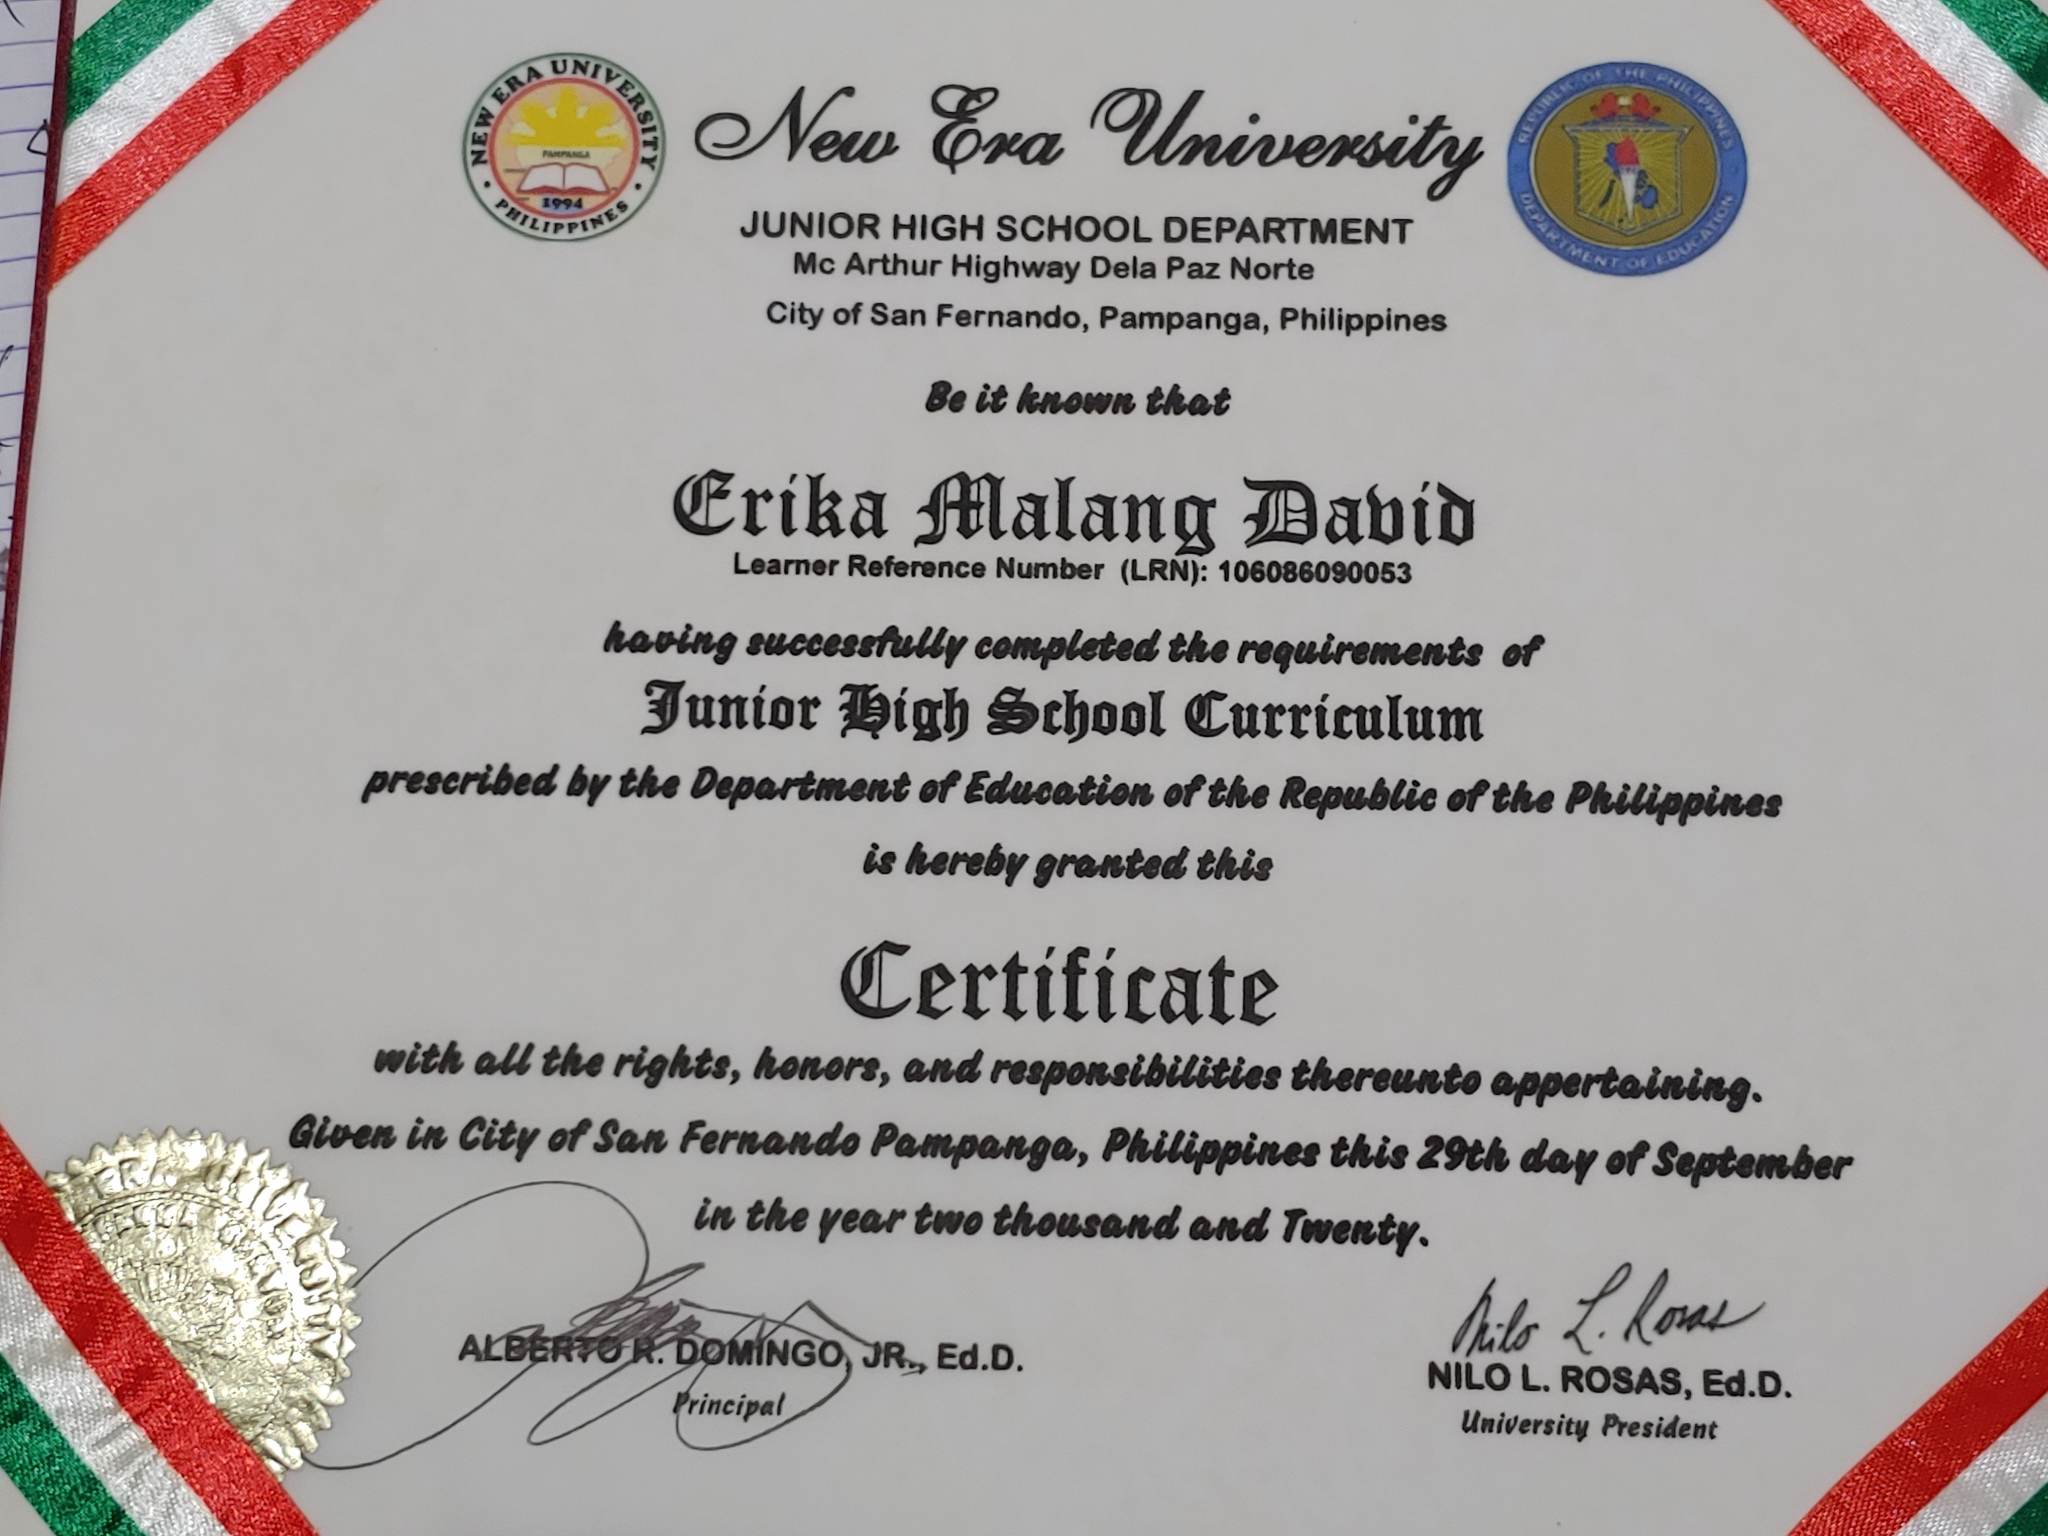 NEW ERA UNIVERSITY
PAMPANGA
1994
PHILIPPINES
New Era University
REPUBLIC OF THE PHILIPPINES
DEPARTMENT OF EDUCATION
JUNIOR HIGH SCHOOL DEPARTMENT
Mc Arthur Highway Dela Paz Norte
City of San Fernando, Pampanga, Philippines
Be it known that
Erika Malang David
Learner Reference Number (LRN): 106086090053
having successfully completed the requirements of
Junior High School Curriculum
prescribed by the Department of Education of the Republic of the Philippines
is hereby granted this
Certificate
with all the rights, honors, and responsibilities thereunto appertaining.
Given in City of San Fernando Pampanga, Philippines this 29th day of September
in the year two thousand and Twenty.
Nilo L. Rosas
ALBERTO R. DOMINGO, JR., Ed.D.
Principal
NILO L. ROSAS, Ed.D.
University President